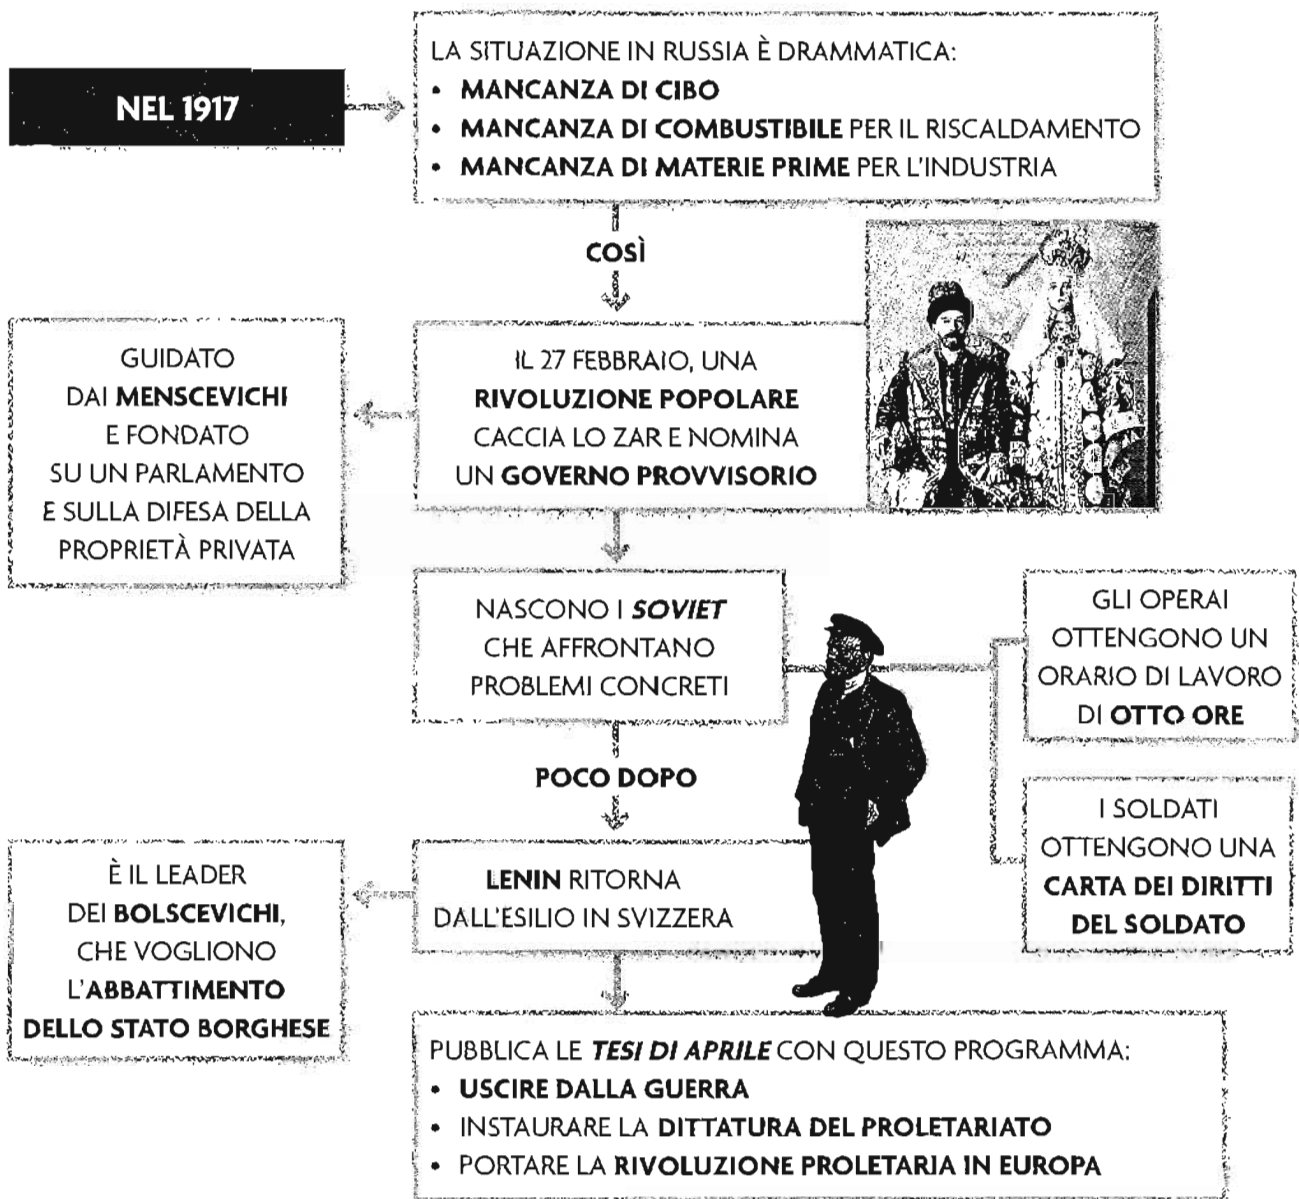 NEL 1917
LA SITUAZIONE IN RUSSIA È DRAMMATICA:
• MANCANZA DI CIBO
• MANCANZA DI COMBUSTIBILE PER IL RISCALDAMENTO
• MANCANZA DI MATERIE PRIME PER L'INDUSTRIA
COSÌ
IL 27 FEBBRAIO, UNA
RIVOLUZIONE POPOLARE
CACCIA LO ZAR E NOMINA
UN GOVERNO PROVVISORIO
GUIDATO
DAI MENSCEVICHI
E FONDATO
SU UN PARLAMENTO
E SULLA DIFESA DELLA
PROPRIETÀ PRIVATA
NASCONO I SOVIET
CHE AFFRONTANO
PROBLEMI CONCRETI
GLI OPERAI
OTTENGONO UN
ORARIO DI LAVORO
DI OTTO ORE
I SOLDATI
OTTENGONO UNA
CARTA DEI DIRITTI
DEL SOLDATO
POCO DOPO
LENIN RITORNA
DALL'ESILIO IN SVIZZERA
È IL LEADER
DEI BOLSCEVICHI,
CHE VOGLIONO
L'ABBATTIMENTO
DELLO STATO BORGHESE
PUBBLICA LE TESI DI APRILE CON QUESTO PROGRAMMA:
• USCIRE DALLA GUERRA
• INSTAURARE LA DITTATURA DEL PROLETARIATO
• PORTARE LA RIVOLUZIONE PROLETARIA IN EUROPA